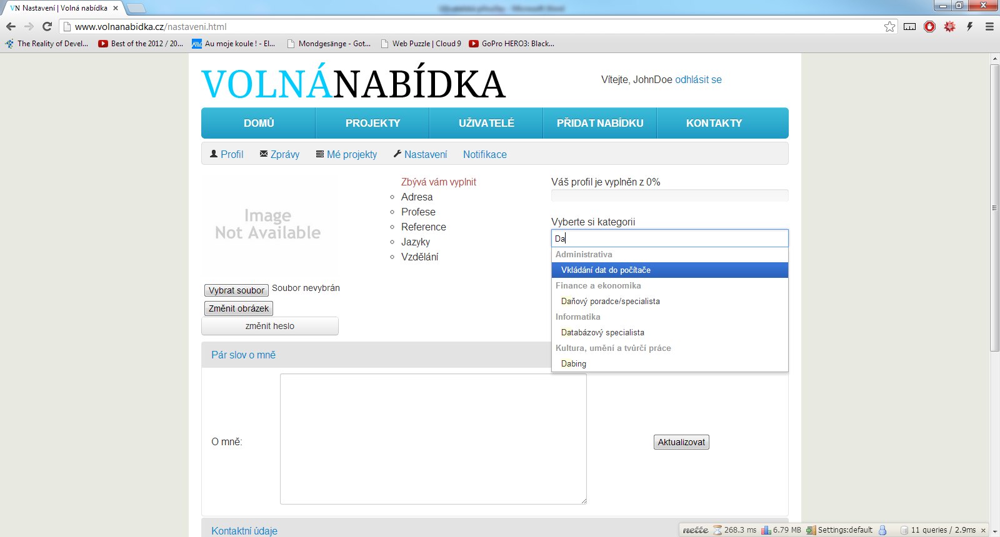 VN Nastavení | Volná nabídka
www.volnanabidka.cz/nastaveni.html
The Reality of Devel...
Best of the 2012 / 20...
Au moje koule ! - El...
Mondgesänge - Got...
Web Puzzle | Cloud 9
GoPro HERO3: Black...
VOLNÁNABÍDKA
Vítejte, JohnDoe odhlásit se
DOMŮ
PROJEKTY
UŽIVATELÉ
PŘIDAT NABÍDKU
KONTAKTY
Profil
Zprávy
Mé projekty
Nastavení
Notifikace
Image
Not Available
Zbývá vám vyplnit
Adresa
Profese
Reference
Jazyky
Vzdělání
Váš profil je vyplněn z 0%
Vyberte si kategorii
Da
Administrativa
Vkládání dat do počítače
Finance a ekonomika
Daňový poradce/specialista
Informatika
Databázový specialista
Kultura, umění a tvůrčí práce
Dabing
Vybrat soubor Soubor nevybrán
Změnit obrázek
změnit heslo
Pár slov o mně
O mně:
Aktualizovat
Kontaktní údaje
nette 268.3 ms 6.79 MB Settings:default 11 queries / 2.9ms ×